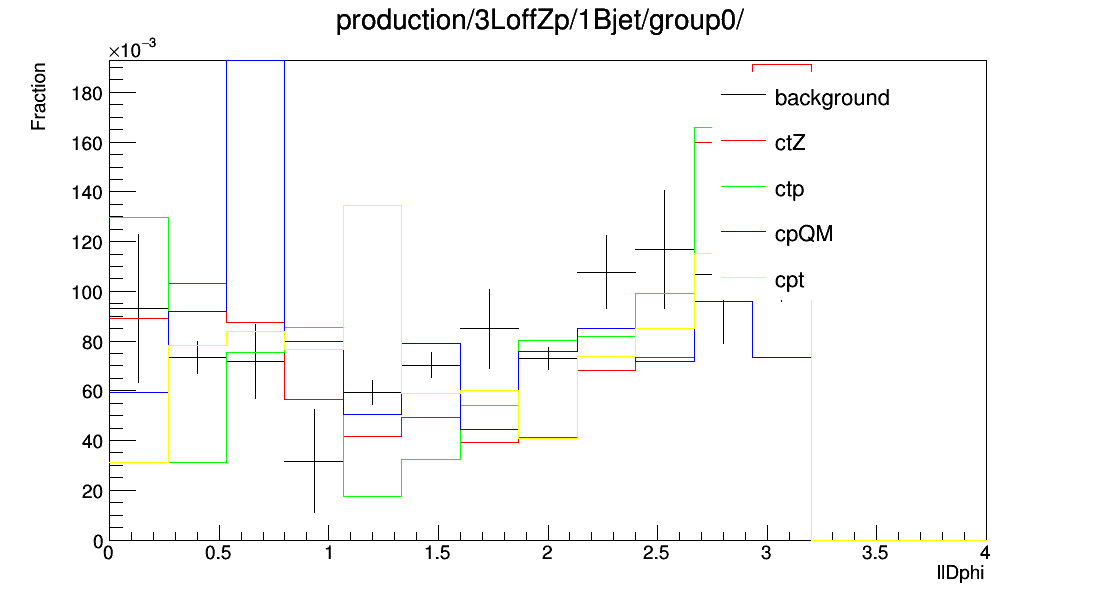 production/3LoffZp/1Bjet/group0/
×10⁻³
Fraction
180
160
140
120
100
80
60
40
20
0
background
ctZ
ctp
cpQM
cpt
0 0.5 1 1.5 2 2.5 3 3.5 4
llDphi